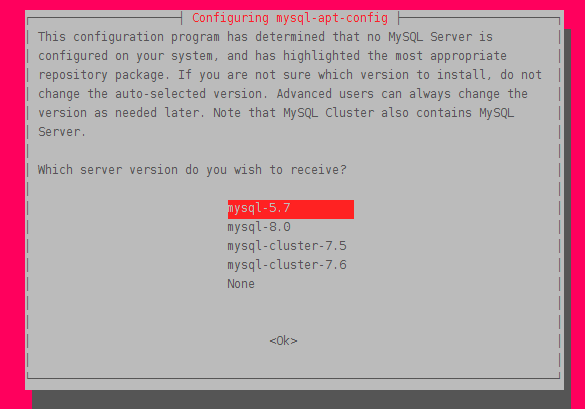 Configuring mysql-apt-config
This configuration program has determined that no MySQL Server is
configured on your system, and has highlighted the most appropriate
repository package. If you are not sure which version to install, do not
change the auto-selected version. Advanced users can always change the
version as needed later. Note that MySQL Cluster also contains MySQL
Server.
Which server version do you wish to receive?
mysql-5.7
mysql-8.0
mysql-cluster-7.5
mysql-cluster-7.6
None
<Ok>